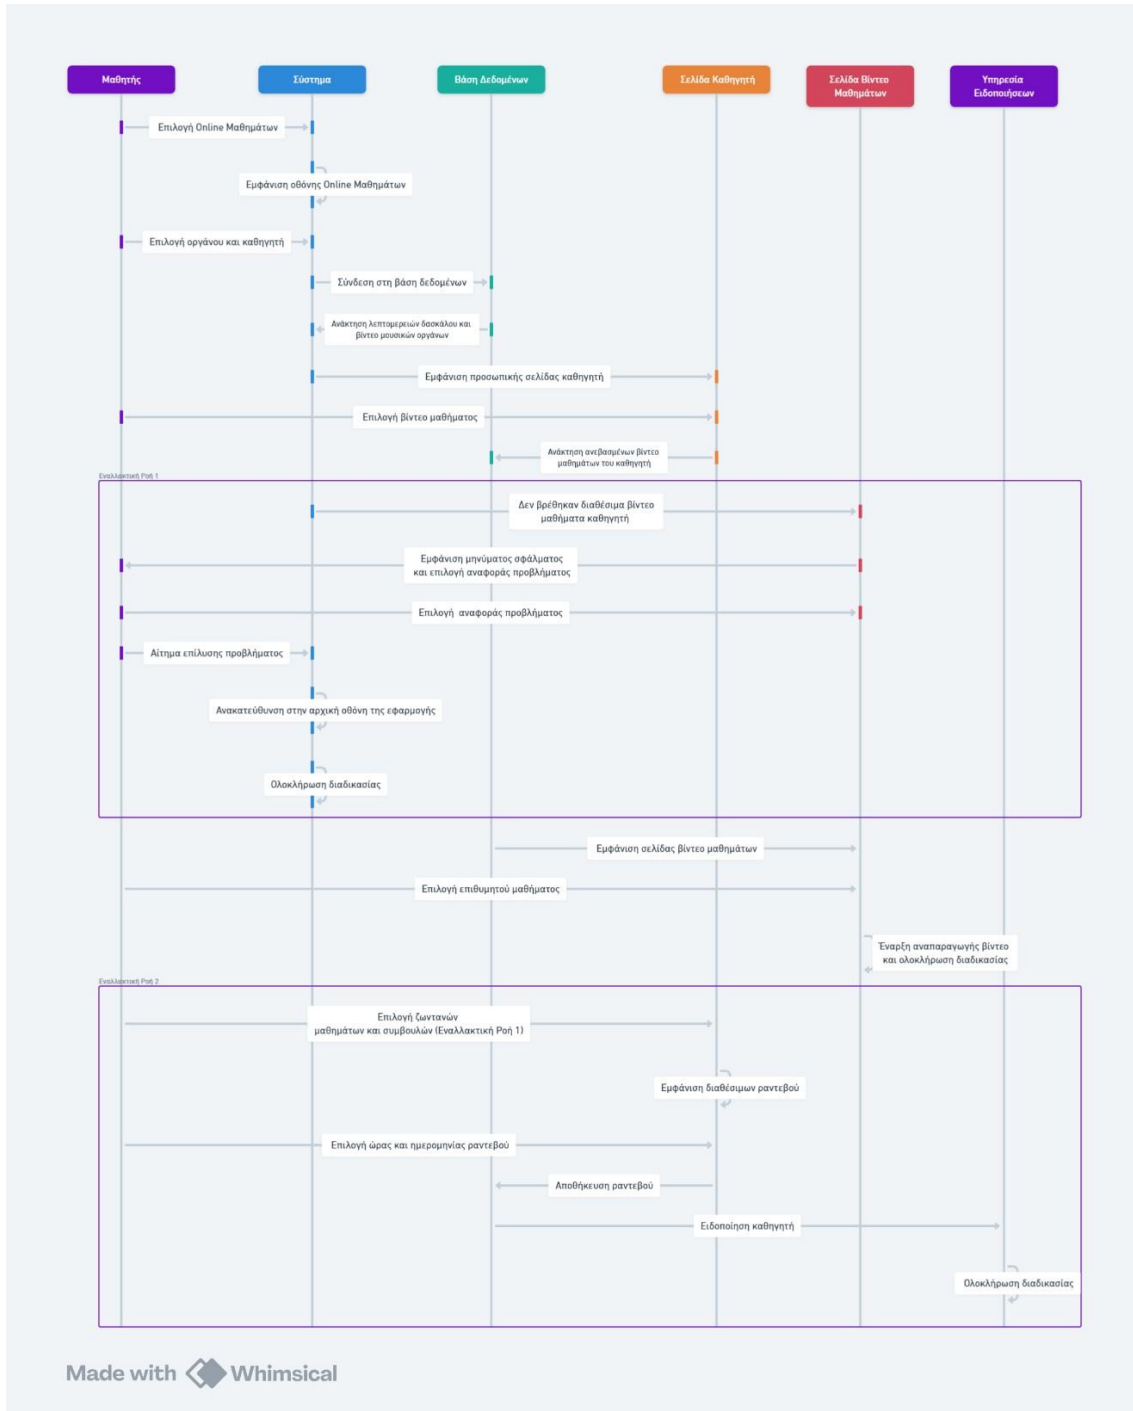 Μαθητής
Σύστημα
Βάση Δεδομένων
Σελίδα Καθηγητή
Σελίδα Βίντεο
Μαθημάτων
Υπηρεσία
Ειδοποιήσεων
Επιλογή Online Μαθημάτων
Εμφάνιση οθόνης Online Μαθημάτων
Επιλογή οργάνου και καθηγητή
Σύνδεση στη βάση δεδομένων
Ανάκτηση λεπτομερειών δασκάλου και
βίντεο μουσικών οργάνων
Εμφάνιση προσωπικής σελίδας καθηγητή
Επιλογή βίντεο μαθήματος
Ανάκτηση ανεβασμένων βίντεο
μαθημάτων του καθηγητή
Εναλλακτική Ροή 1
Δεν βρέθηκαν διαθέσιμα βίντεο
μαθήματα καθηγητή
Εμφάνιση μηνύματος σφάλματος
και επιλογή αναφοράς προβλήματος
Επιλογή αναφοράς προβλήματος
Αίτημα επίλυσης προβλήματος
Ανακατεύθυνση στην αρχική οθόνη της εφαρμογής
Ολοκλήρωση διαδικασίας
Εμφάνιση σελίδας βίντεο μαθημάτων
Επιλογή επιθυμητού μαθήματος
Έναρξη αναπαραγωγής βίντεο
και ολοκλήρωση διαδικασίας
Εναλλακτική Ροή 2
Επιλογή ζωντανών
μαθημάτων και συμβουλών (Εναλλακτική Ροή 1)
Εμφάνιση διαθέσιμων ραντεβού
Επιλογή ώρας και ημερομηνίας ραντεβού
Αποθήκευση ραντεβού
Ειδοποίηση καθηγητή
Ολοκλήρωση διαδικασίας
Made with Whimsical